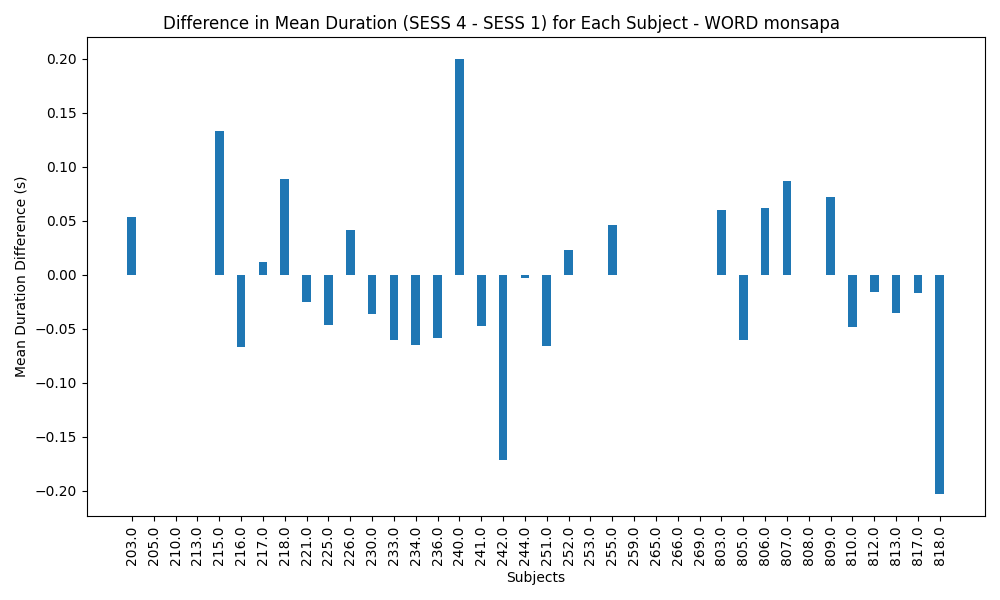 Difference in Mean Duration (SESS 4 - SESS 1) for Each Subject - WORD monsapa
0.20
0.15
0.10
0.05
0.00
−0.05
−0.10
−0.15
−0.20
Mean Duration Difference (s)
203.0 205.0 210.0 213.0 215.0 216.0 217.0 218.0 221.0 225.0 226.0 230.0 233.0 234.0 236.0 240.0 241.0 242.0 244.0 251.0 252.0 253.0 255.0 259.0 265.0 266.0 269.0 803.0 805.0 806.0 807.0 808.0 809.0 810.0 812.0 813.0 817.0 818.0
Subjects